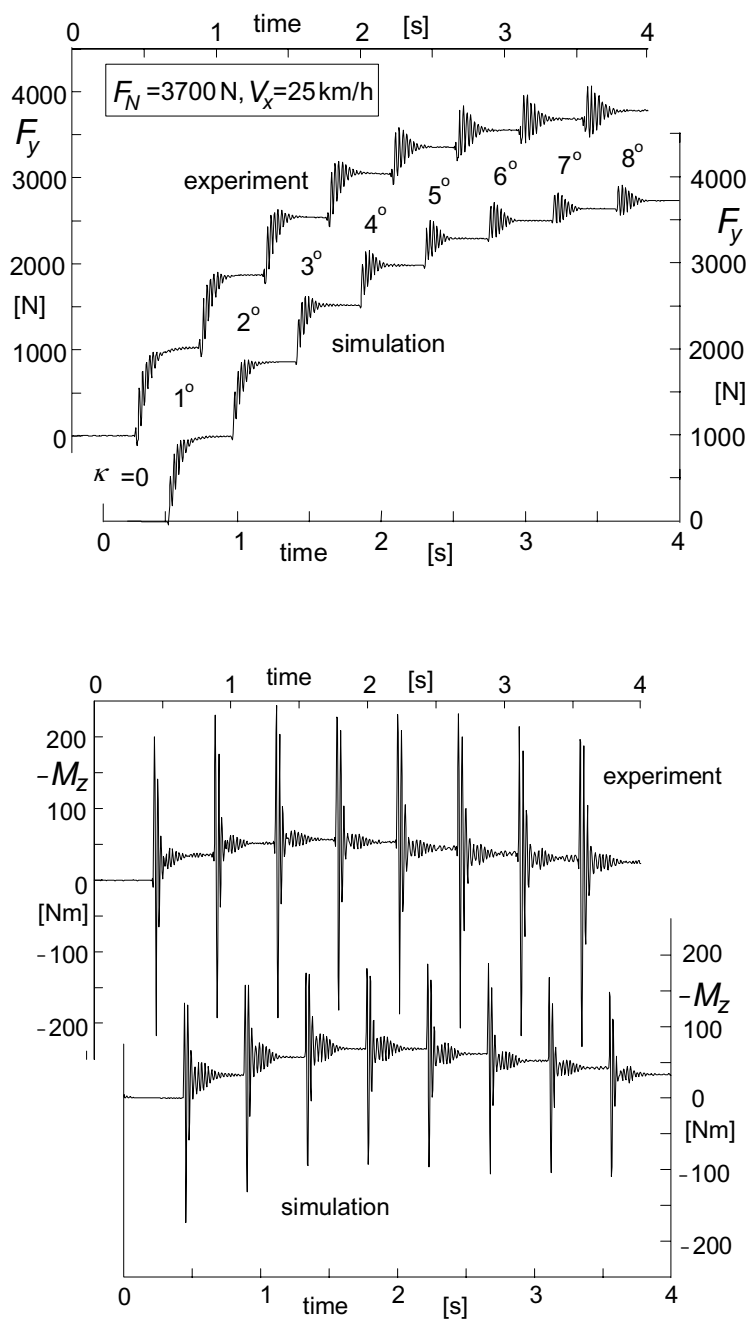 0 1 time 2 [s] 3 4
4000
F_N =3700 N, V_x=25 km/h
F_y
3000
experiment
2000
[N]
1000
0
1° 2° 3° 4° 5° 6° 7° 8°
4000
F_y
3000
simulation
2000
[N]
1000
0
κ =0
0 1 2 3 4
time [s]
0 1 time 2 [s] 3 4
200
-M_z
experiment
100
0
[Nm]
-100
-200
200
-M_z
100
0
[Nm]
-100
-200
simulation
0 1 2 3 4
time [s]